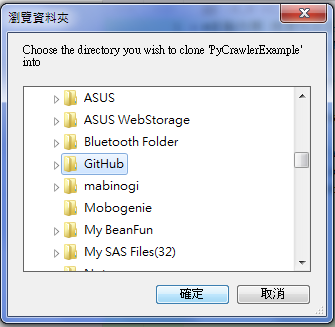 瀏覽資料夾
Choose the directory you wish to clone 'PyCrawlerExample'
into
ASUS
ASUS WebStorage
Bluetooth Folder
GitHub
mabinogi
Mobogenie
My BeanFun
My SAS Files(32)
確定
取消